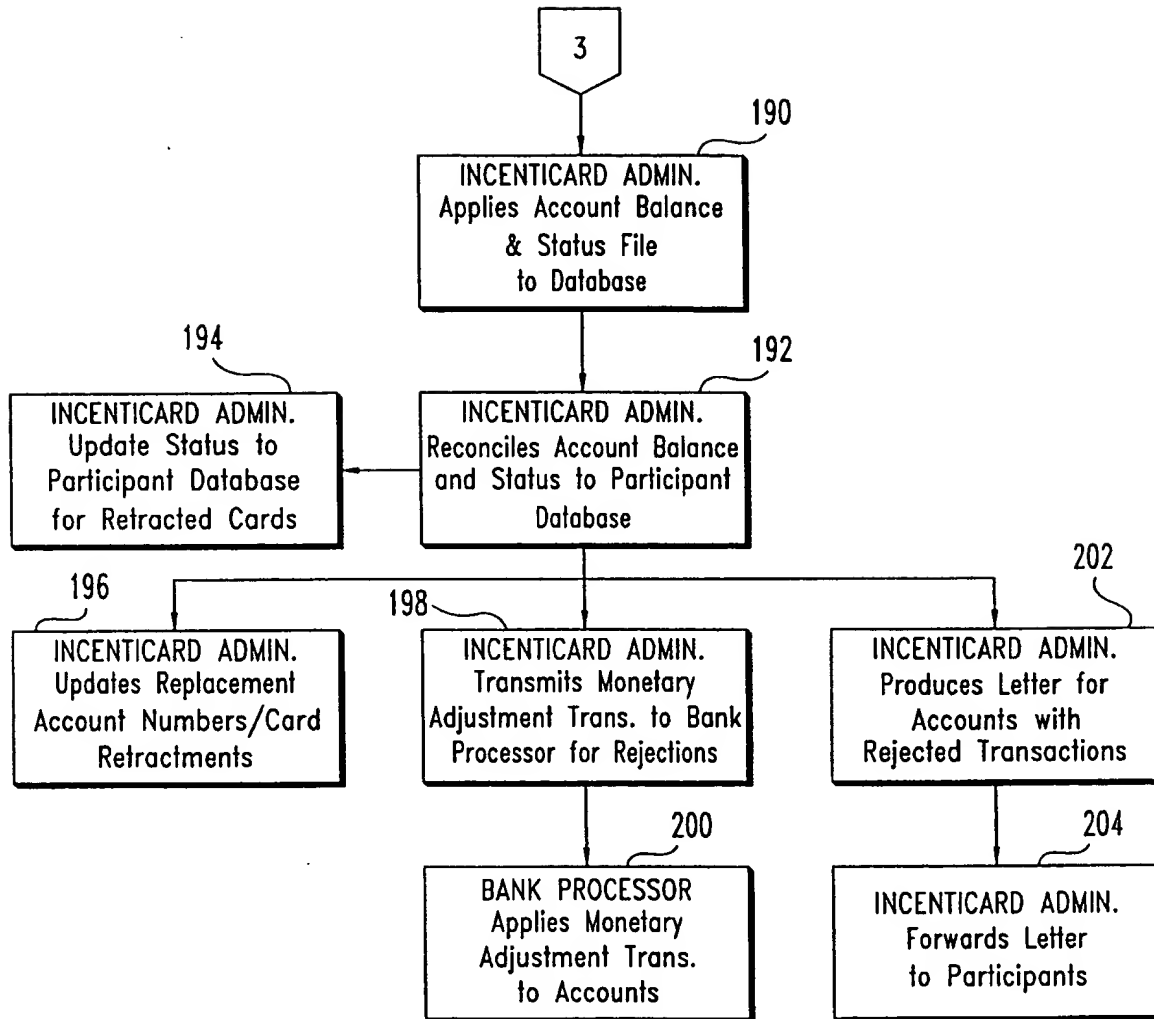 3
190
INCENTICARD ADMIN.
Applies Account Balance
& Status File
to Database
194
INCENTICARD ADMIN.
Update Status to
Participant Database
for Retracted Cards
192
INCENTICARD ADMIN.
Reconciles Account Balance
and Status to Participant
Database
196
INCENTICARD ADMIN.
Updates Replacement
Account Numbers/Card
Retractments
198
INCENTICARD ADMIN.
Transmits Monetary
Adjustment Trans. to Bank
Processor for Rejections
202
INCENTICARD ADMIN.
Produces Letter for
Accounts with
Rejected Transactions
200
BANK PROCESSOR
Applies Monetary
Adjustment Trans.
to Accounts
204
INCENTICARD ADMIN.
Forwards Letter
to Participants